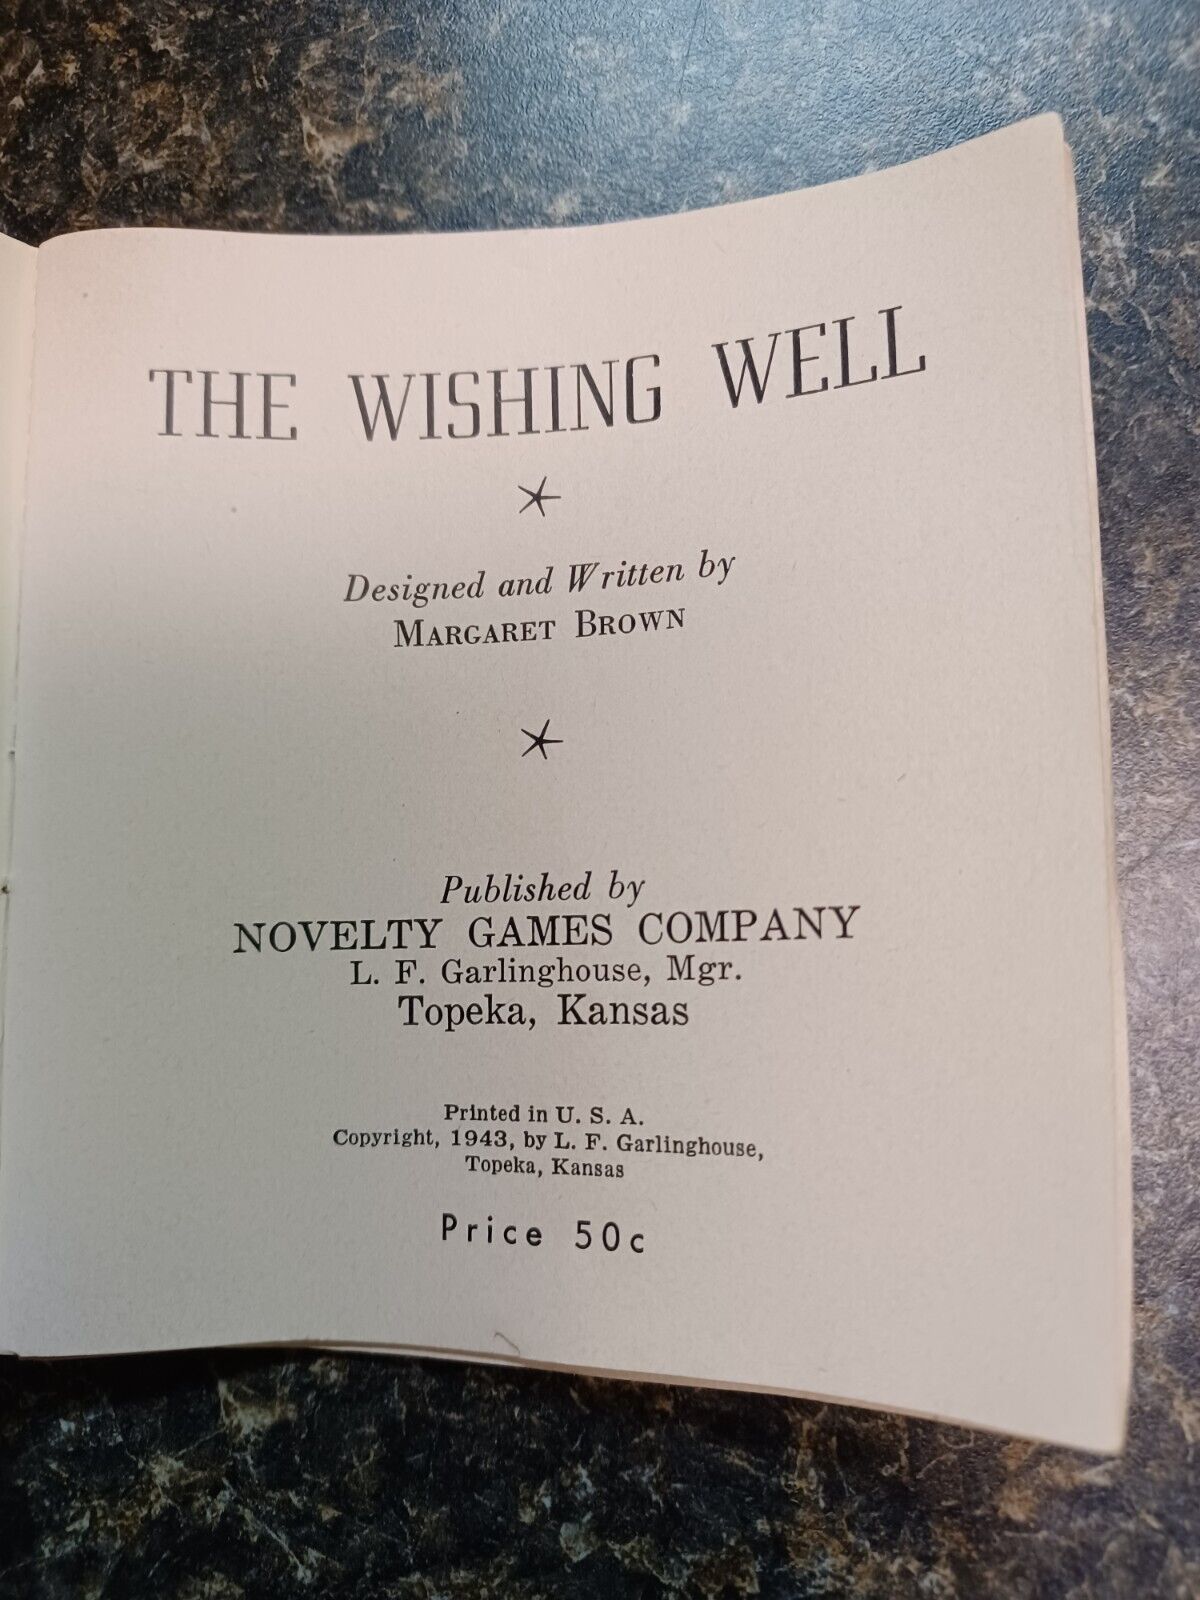 THE WISHING WELL
Designed and Written by
MARGARET BROWN
Published by
NOVELTY GAMES COMPANY
L. F. Garlinghouse, Mgr.
Topeka, Kansas
Printed in U. S. A.
Copyright, 1943, by L. F. Garlinghouse,
Topeka, Kansas
Price 50c